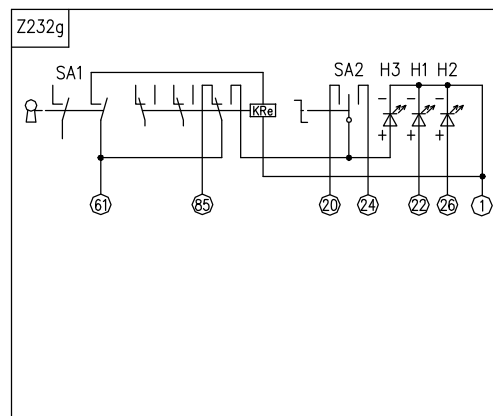 Z232g
SA1
SA2 H3 H1 H2
KRe
− − −
+ + +
61 85 20 24 22 26 1